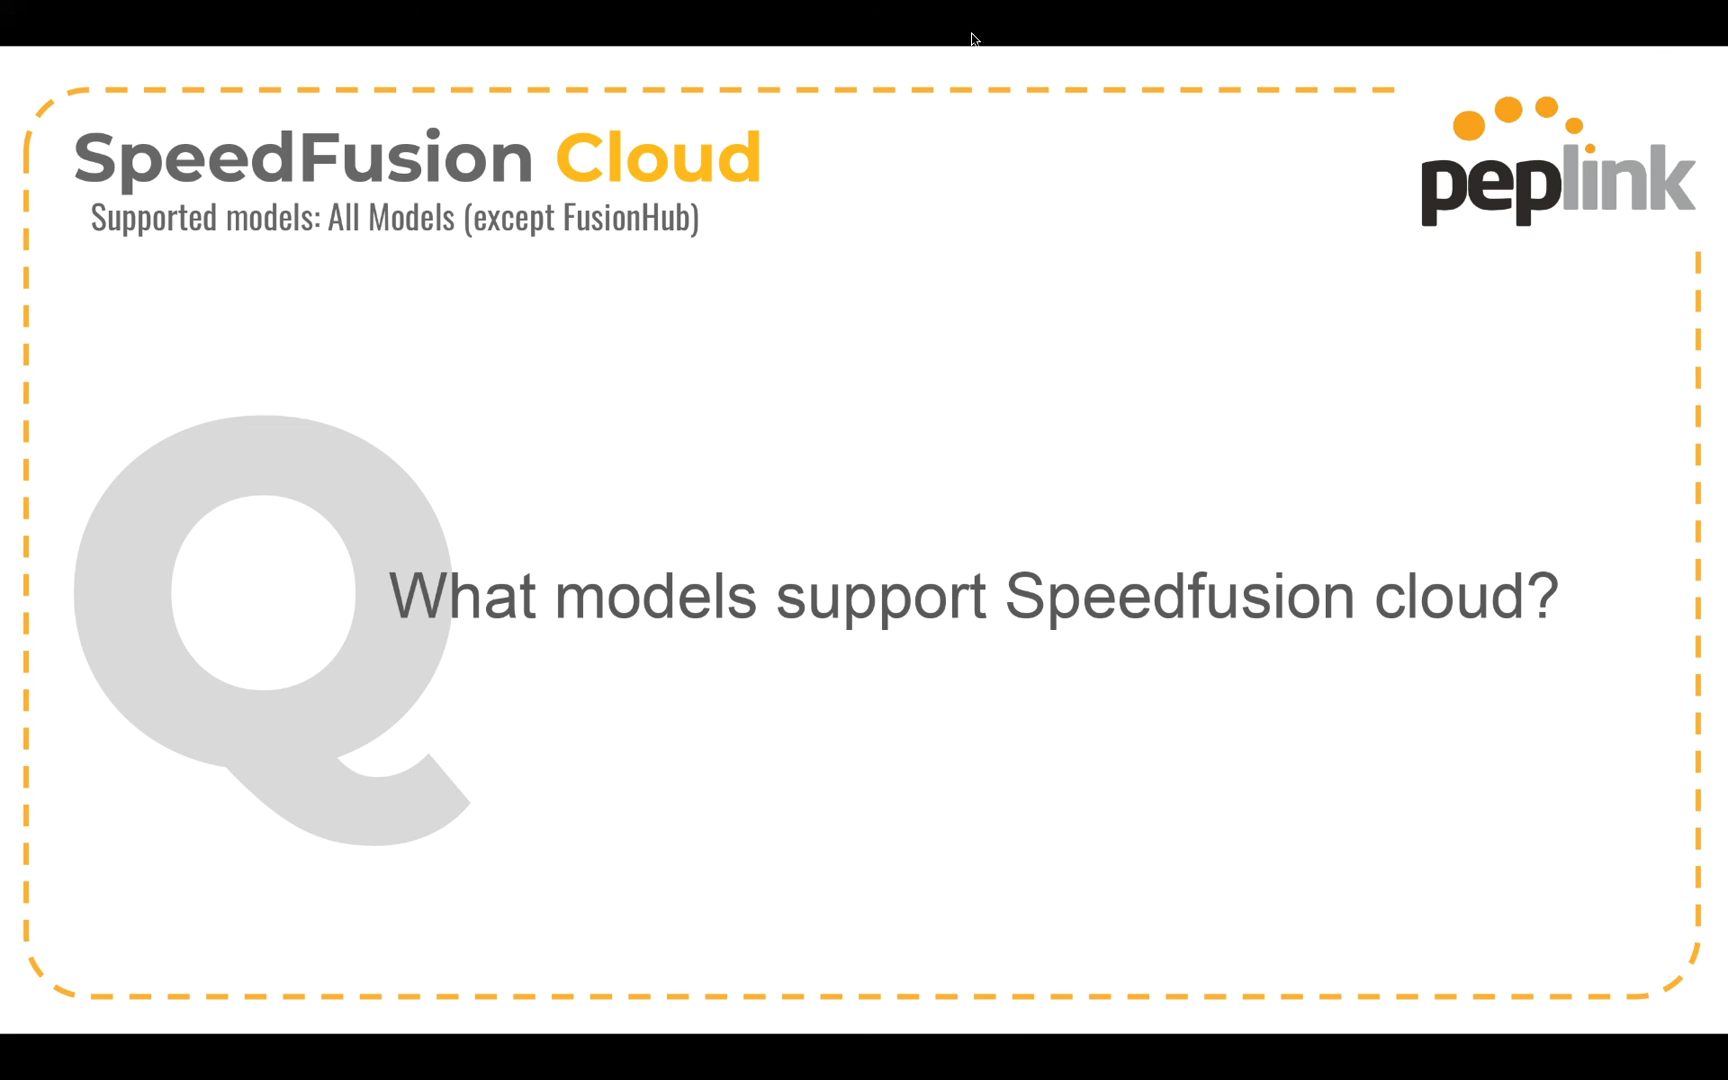 SpeedFusion Cloud
Supported models: All Models (except FusionHub)
peplink
Q
What models support Speedfusion cloud?